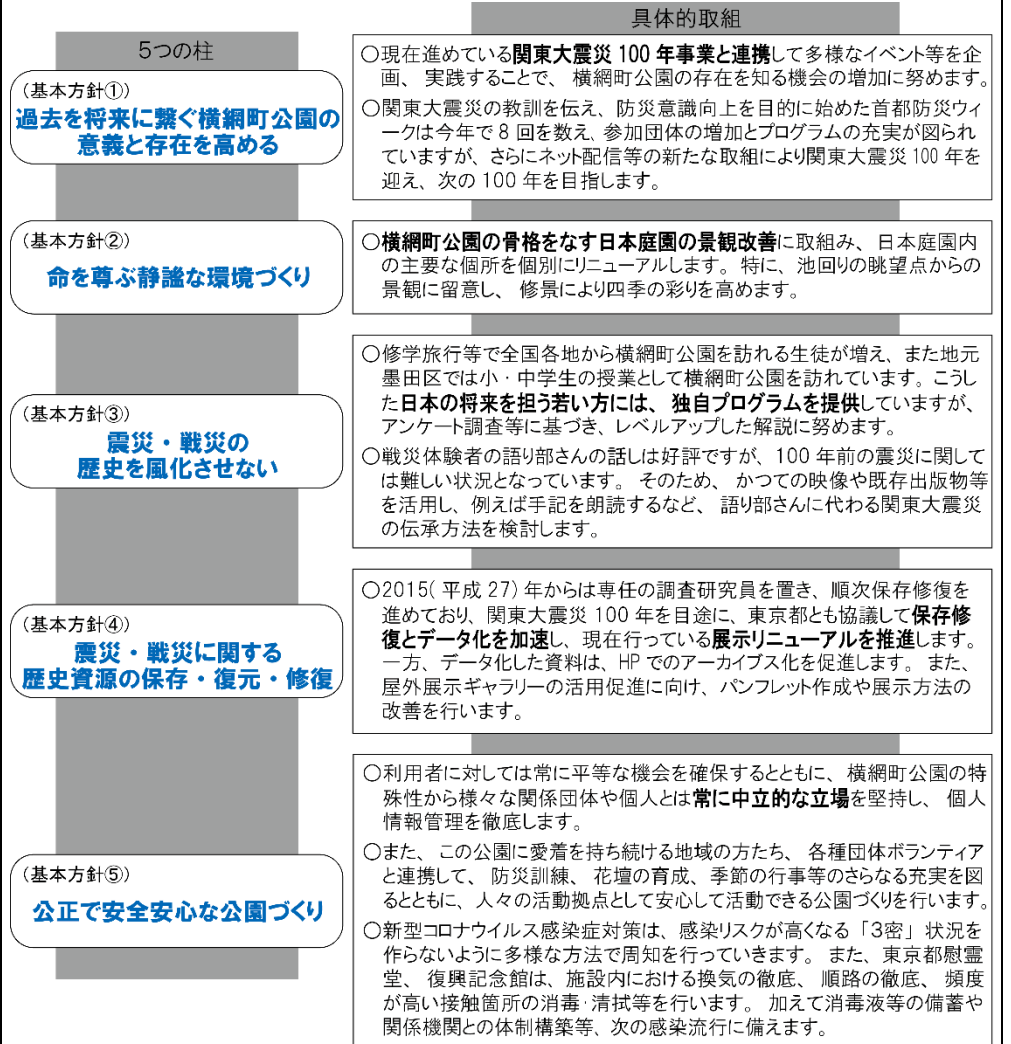 5つの柱
具体的取組
(基本方針①)
過去を将来に繋ぐ横網町公園の
意義と存在を高める
○現在進めている関東大震災 100 年事業と連携して多様なイベント等を企
画、 実践することで、 横網町公園の存在を知る機会の増加に努めます。
○関東大震災の教訓を伝え、防災意識向上を目的に始めた首都防災ウィ
ークは今年で 8 回を数え、参加団体の増加とプログラムの充実が図られ
ていますが、さらにネット配信等の新たな取組により関東大震災 100 年を
迎え、次の 100 年を目指します。
(基本方針②)
命を尊ぶ静謐な環境づくり
○横網町公園の骨格をなす日本庭園の景観改善に取組み、日本庭園内
の主要な個所を個別にリニューアルします。特に、池回りの眺望点からの
景観に留意し、 修景により四季の彩りを高めます。
(基本方針③)
震災・戦災の
歴史を風化させない
○修学旅行等で全国各地から横網町公園を訪れる生徒が増え、また地元
墨田区では小・中学生の授業として横網町公園を訪れています。こうし
た日本の将来を担う若い方には、 独自プログラムを提供していますが、
アンケート調査等に基づき、レベルアップした解説に努めます。
○戦災体験者の語り部さんの話しは好評ですが、100 年前の震災に関して
は難しい状況となっています。 そのため、 かつての映像や既存出版物等
を活用し、例えば手記を朗読するなど、 語り部さんに代わる関東大震災
の伝承方法を検討します。
(基本方針④)
震災・戦災に関する
歴史資源の保存・復元・修復
○2015( 平成 27) 年からは専任の調査研究員を置き、順次保存修復を
進めており、関東大震災 100 年を目途に、東京都とも協議して保存修
復とデータ化を加速し、現在行っている展示リニューアルを推進します。
一方、データ化した資料は、HP でのアーカイブス化を促進します。 また、
屋外展示ギャラリーの活用促進に向け、パンフレット作成や展示方法の
改善を行います。
(基本方針⑤)
公正で安全安心な公園づくり
○利用者に対しては常に平等な機会を確保するとともに、横網町公園の特
殊性から様々な関係団体や個人とは常に中立的な立場を堅持し、 個人
情報管理を徹底します。
○また、 この公園に愛着を持ち続ける地域の方たち、 各種団体ボランティア
と連携して、 防災訓練、 花壇の育成、季節の行事等のさらなる充実を図
るとともに、人々の活動拠点として安心して活動できる公園づくりを行います。
○新型コロナウイルス感染症対策は、感染リスクが高くなる 「3密」 状況を
作らないように多様な方法で周知を行っていきます。 また、東京都慰霊
堂、 復興記念館は、施設内における換気の徹底、 順路の徹底、 頻度
が高い接触箇所の消毒·清拭等を行います。 加えて消毒液等の備蓄や
関係機関との体制構築等、次の感染流行に備えます。